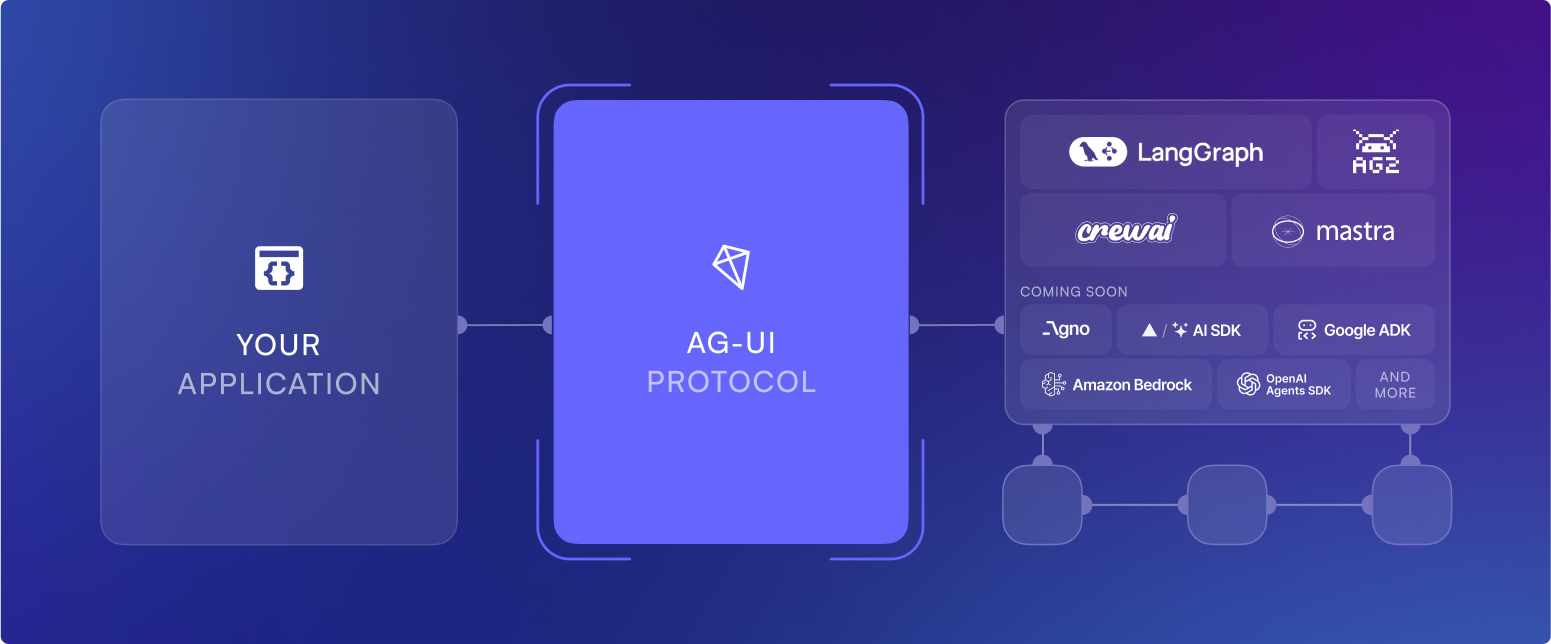 YOUR
APPLICATION
AG-UI
PROTOCOL
LangGraph
AG2
crewai
mastra
COMING SOON
Agno
/ AI SDK
Google ADK
Amazon Bedrock
OpenAI
Agents SDK
AND
MORE